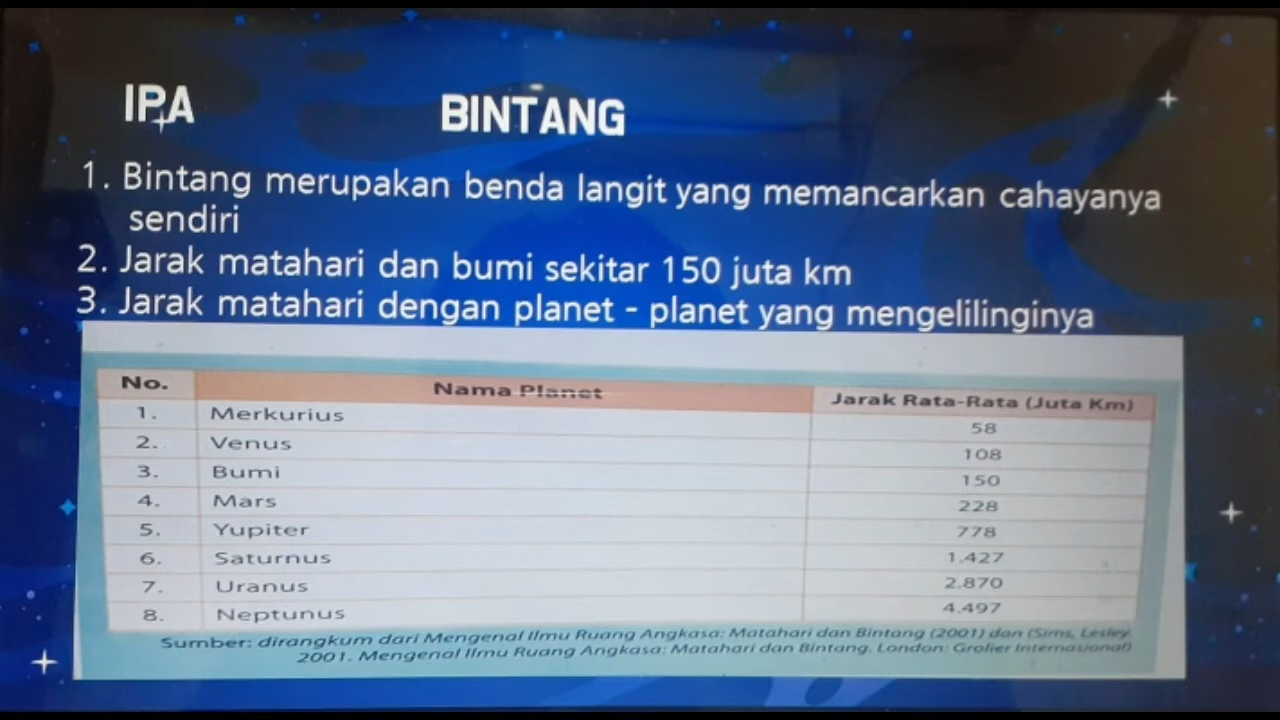 IPA BINTANG
1. Bintang merupakan benda langit yang memancarkan cahayanya
sendiri
2. Jarak matahari dan bumi sekitar 150 juta km
3. Jarak matahari dengan planet - planet yang mengelilinginya
No. Nama Planet Jarak Rata-Rata (Juta Km)
1. Merkurius 58
2. Venus 108
3. Bumi 150
4. Mars 228
5. Yupiter 778
6. Saturnus 1.427
7. Uranus 2.870
8. Neptunus 4.497
Sumber: dirangkum dari Mengenal Ilmu Ruang Angkasa: Matahari dan Bintang (2001) dan (Sims, Lesley.
2001. Mengenal Ilmu Ruang Angkasa: Matahari dan Bintang. London: Grolier Internasional)